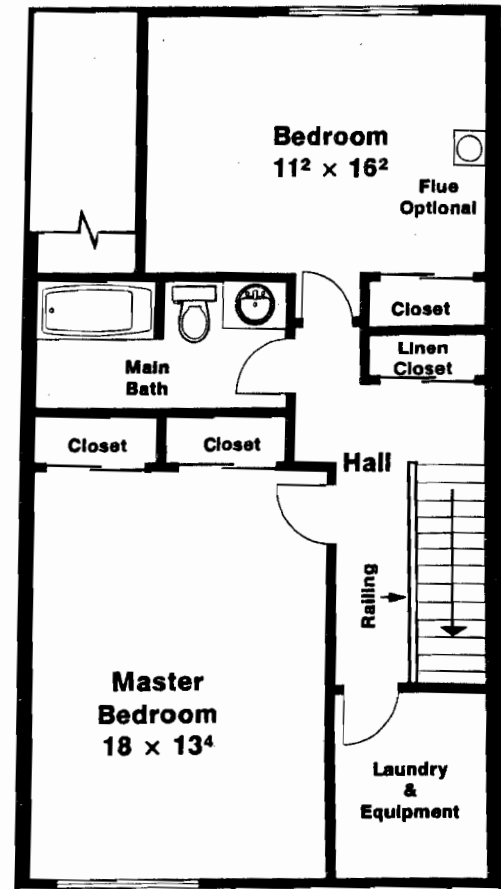 Bedroom
11² × 16²
Flue
Optional
Closet
Linen
Closet
Main
Bath
Closet
Closet
Hall
Railing
Master
Bedroom
18 × 13⁴
Laundry
&
Equipment